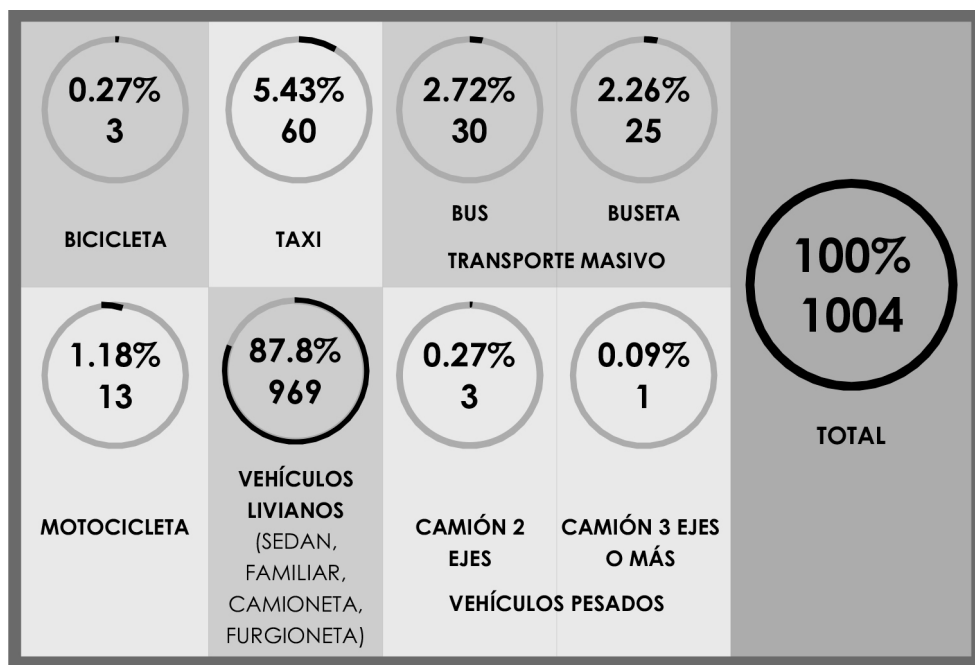 0.27%
3
BICICLETA
5.43%
60
TAXI
2.72%
30
BUS
2.26%
25
BUSETA
TRANSPORTE MASIVO
1.18%
13
MOTOCICLETA
87.8%
969
VEHÍCULOS
LIVIANOS
(SEDAN,
FAMILIAR,
CAMIONETA,
FURGIONETA)
0.27%
3
CAMIÓN 2
EJES
0.09%
1
CAMIÓN 3 EJES
O MÁS
VEHÍCULOS PESADOS
100%
1004
TOTAL